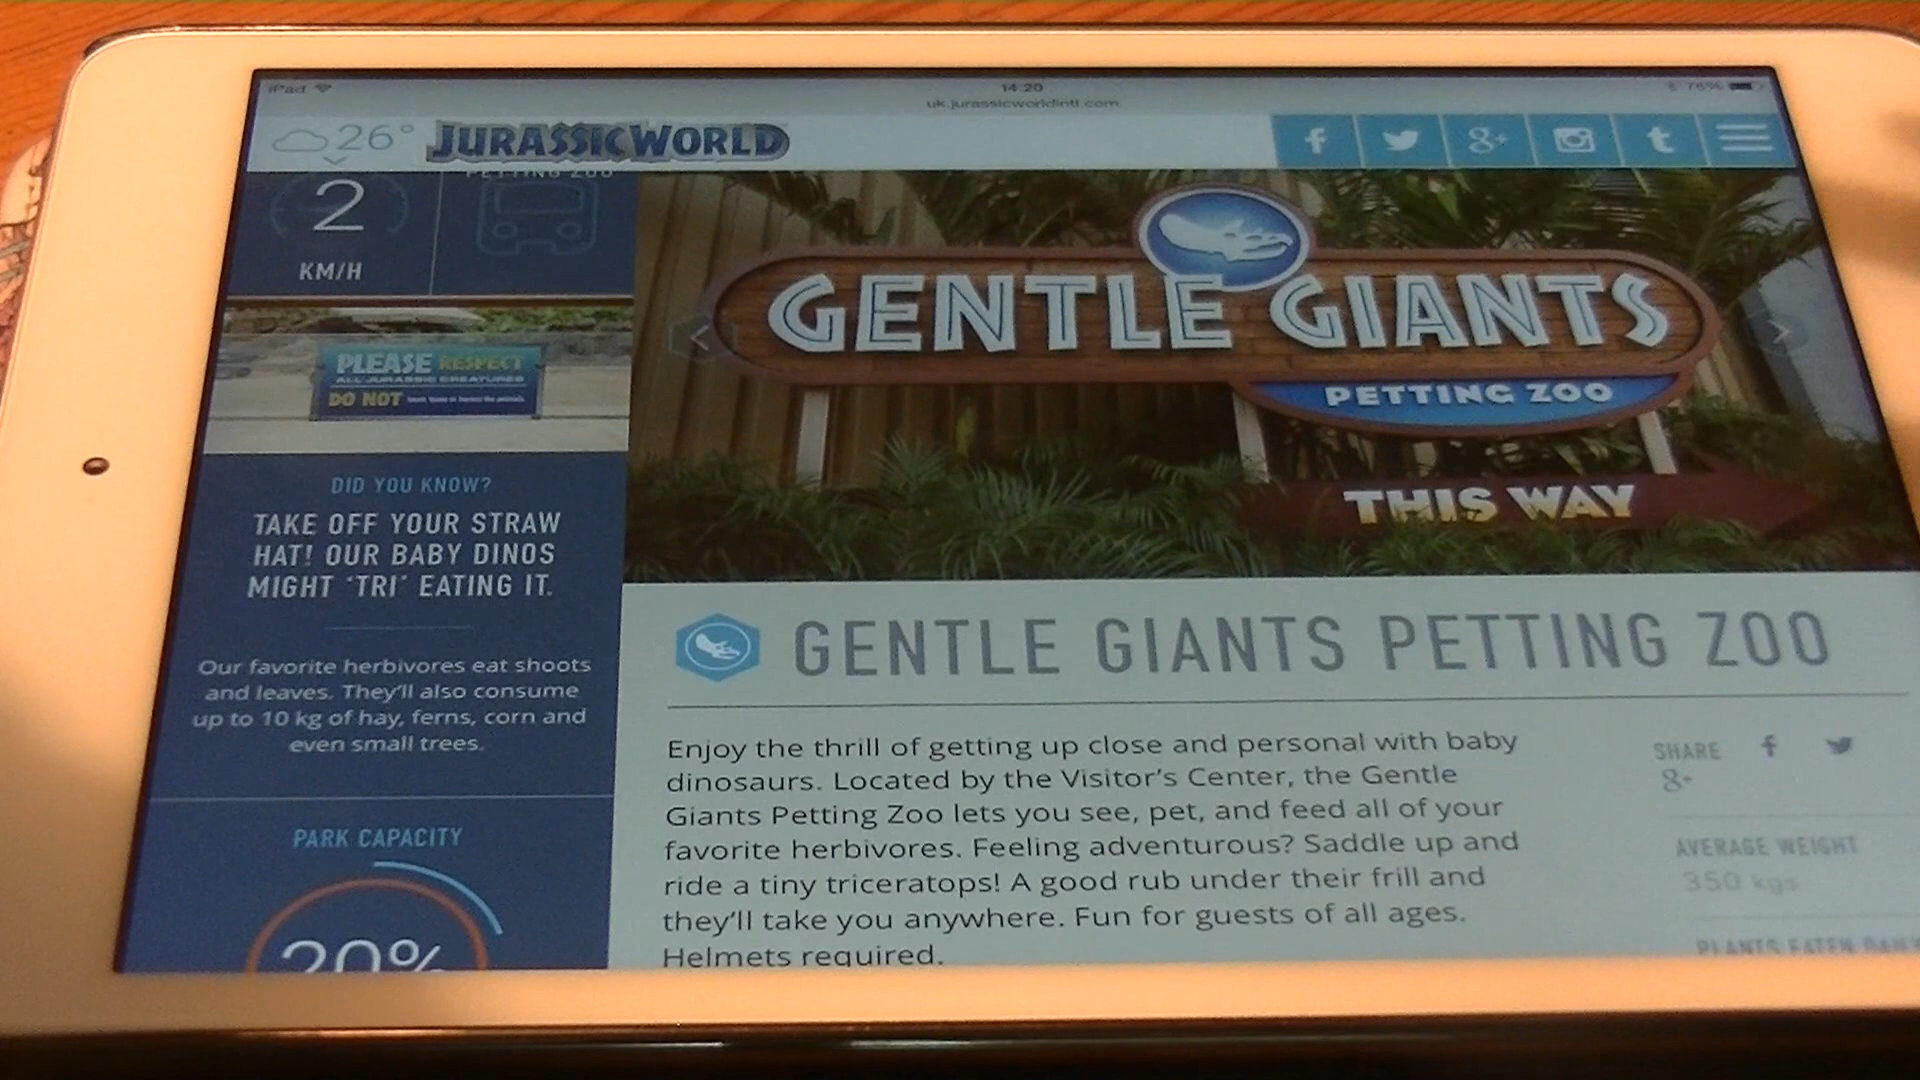 iPad
14:20
76%
uk.jurassicworldintl.com
26°
JURASSIC WORLD
f
g+
t
PETTING ZOO
2
KM/H
PLEASE RESPECT
ALL JURASSIC CREATURES
DO NOT
DID YOU KNOW?
TAKE OFF YOUR STRAW
HAT! OUR BABY DINOS
MIGHT 'TRI' EATING IT.
Our favorite herbivores eat shoots
and leaves. They'll also consume
up to 10 kg of hay, ferns, corn and
even small trees.
PARK CAPACITY
20%
GENTLE GIANTS
PETTING ZOO
THIS WAY
GENTLE GIANTS PETTING ZOO
Enjoy the thrill of getting up close and personal with baby
dinosaurs. Located by the Visitor's Center, the Gentle
Giants Petting Zoo lets you see, pet, and feed all of your
favorite herbivores. Feeling adventurous? Saddle up and
ride a tiny triceratops! A good rub under their frill and
they'll take you anywhere. Fun for guests of all ages.
Helmets required.
SHARE f
g+
AVERAGE WEIGHT
350 kgs
PLANTS EATEN